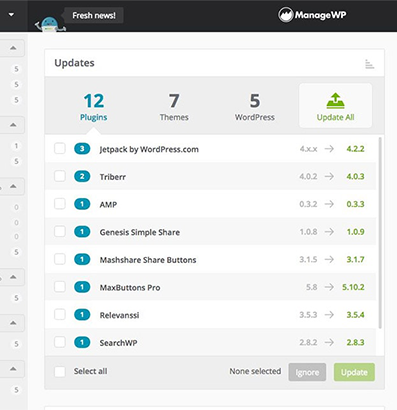 Fresh news!
ManageWP
Updates
12 7 5
Plugins Themes WordPress Update All
3 Jetpack by WordPress.com 4.x.x → 4.2.2
2 Triberr 4.0.2 → 4.0.3
1 AMP 0.3.2 → 0.3.3
1 Genesis Simple Share 1.0.8 → 1.0.9
1 Mashshare Share Buttons 3.1.5 → 3.1.7
1 MaxButtons Pro 5.8 → 5.10.2
1 Relevanssi 3.5.3 → 3.5.4
1 SearchWP 2.8.2 → 2.8.3
Select all None selected Ignore Update
5
5
5
1
5
0
0
0
5
5
5
5